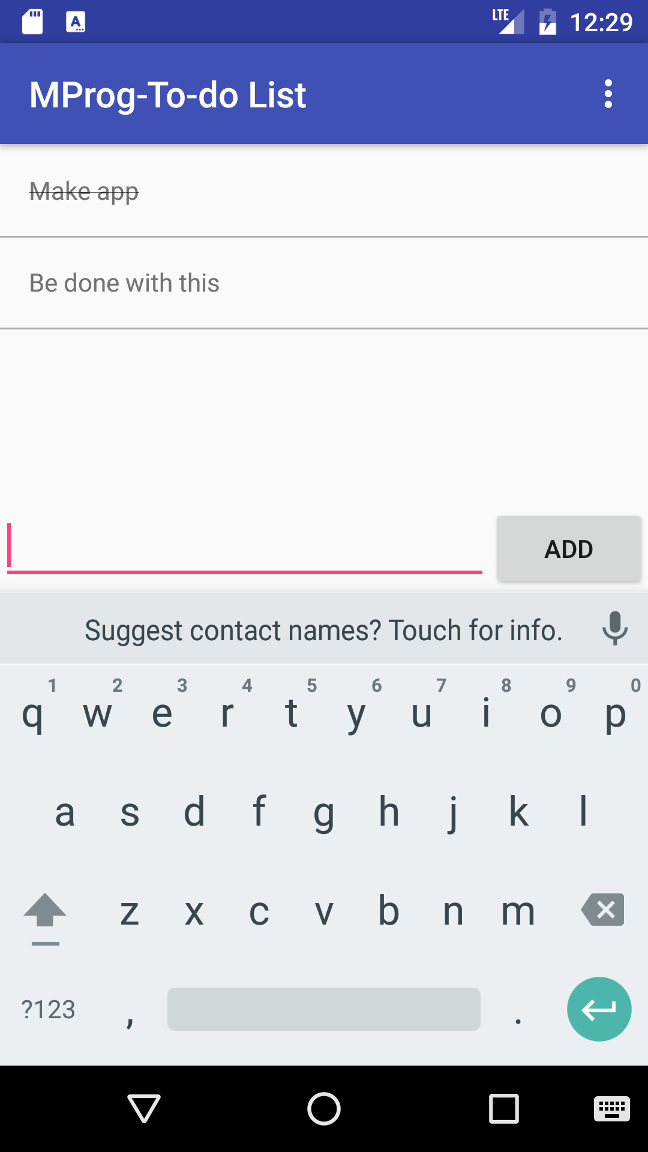 LTE 12:29
MProg-To-do List
Make app
Be done with this
ADD
Suggest contact names? Touch for info.
1 2 3 4 5 6 7 8 9 0
q w e r t y u i o p
a s d f g h j k l
z x c v b n m
?123 , .